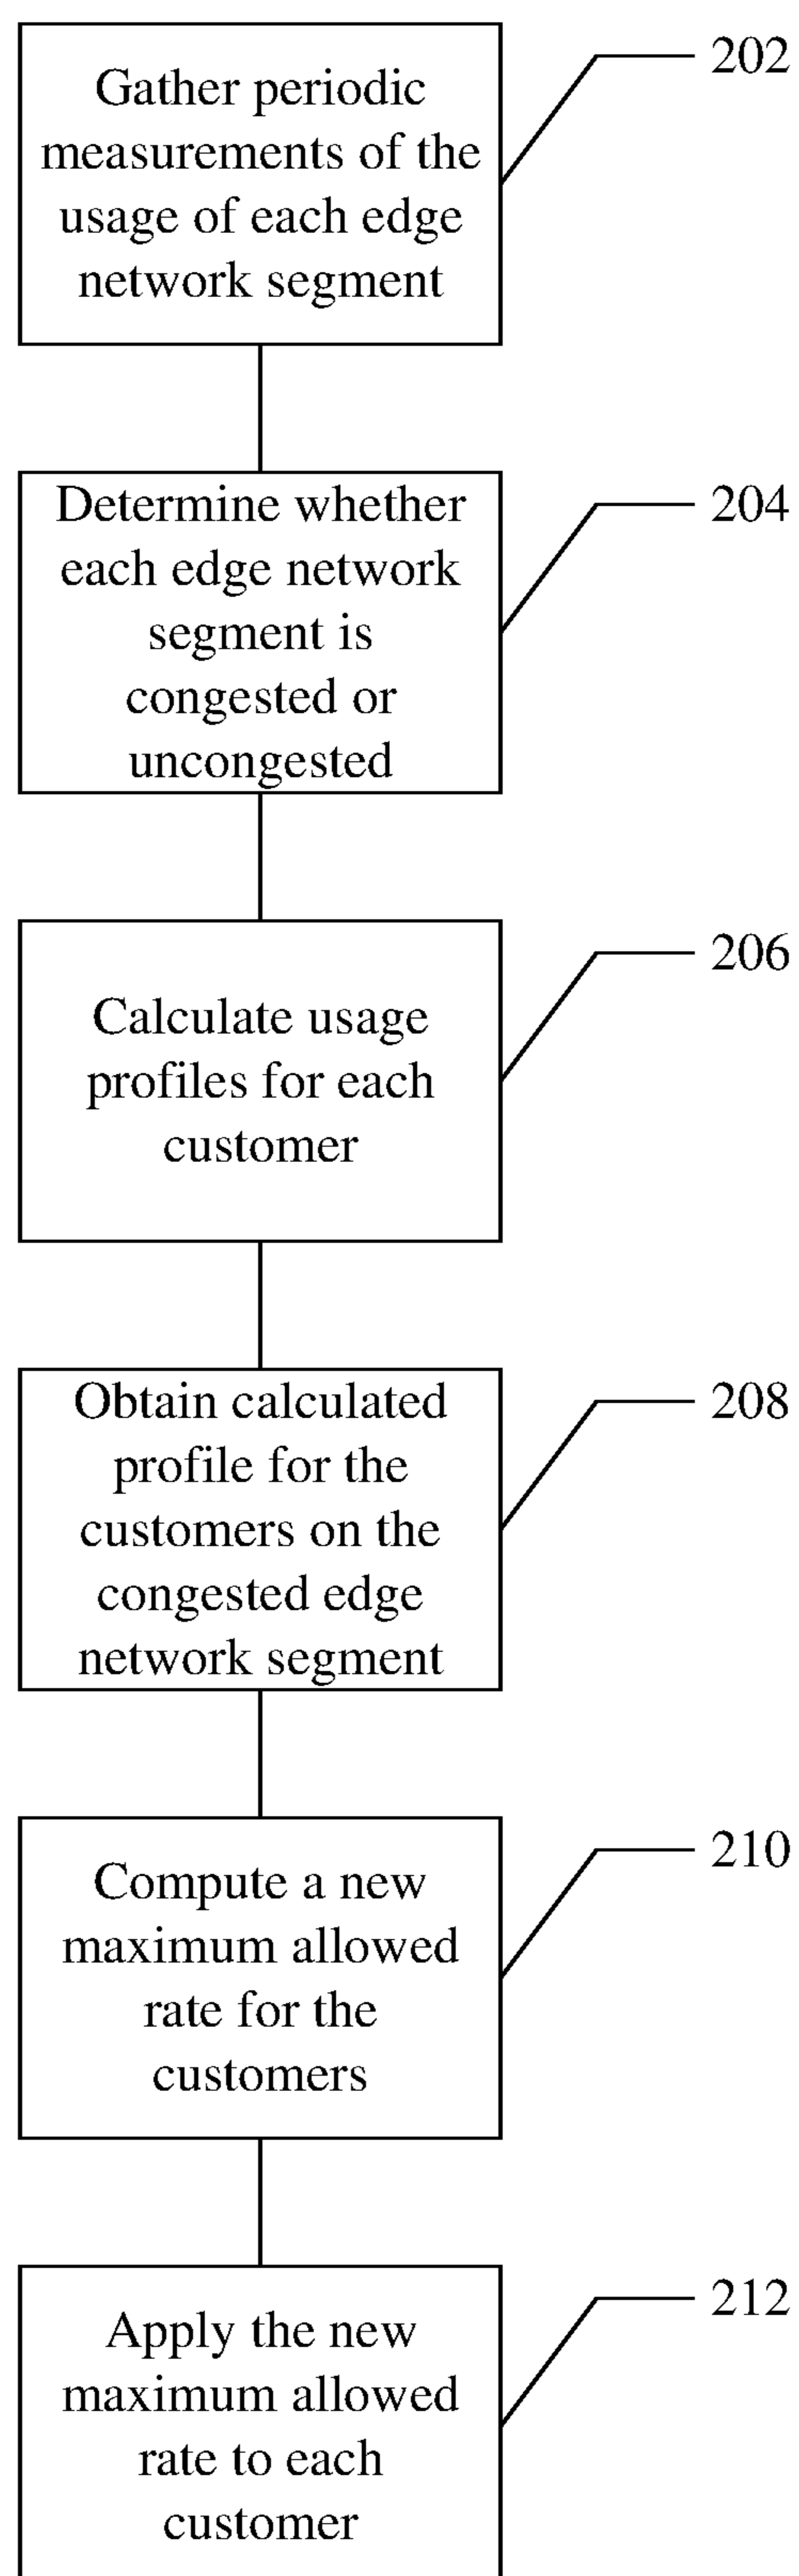 Gather periodic
measurements of the
usage of each edge
network segment
202
Determine whether
each edge network
segment is
congested or
uncongested
204
Calculate usage
profiles for each
customer
206
Obtain calculated
profile for the
customers on the
congested edge
network segment
208
Compute a new
maximum allowed
rate for the
customers
210
Apply the new
maximum allowed
rate to each
customer
212